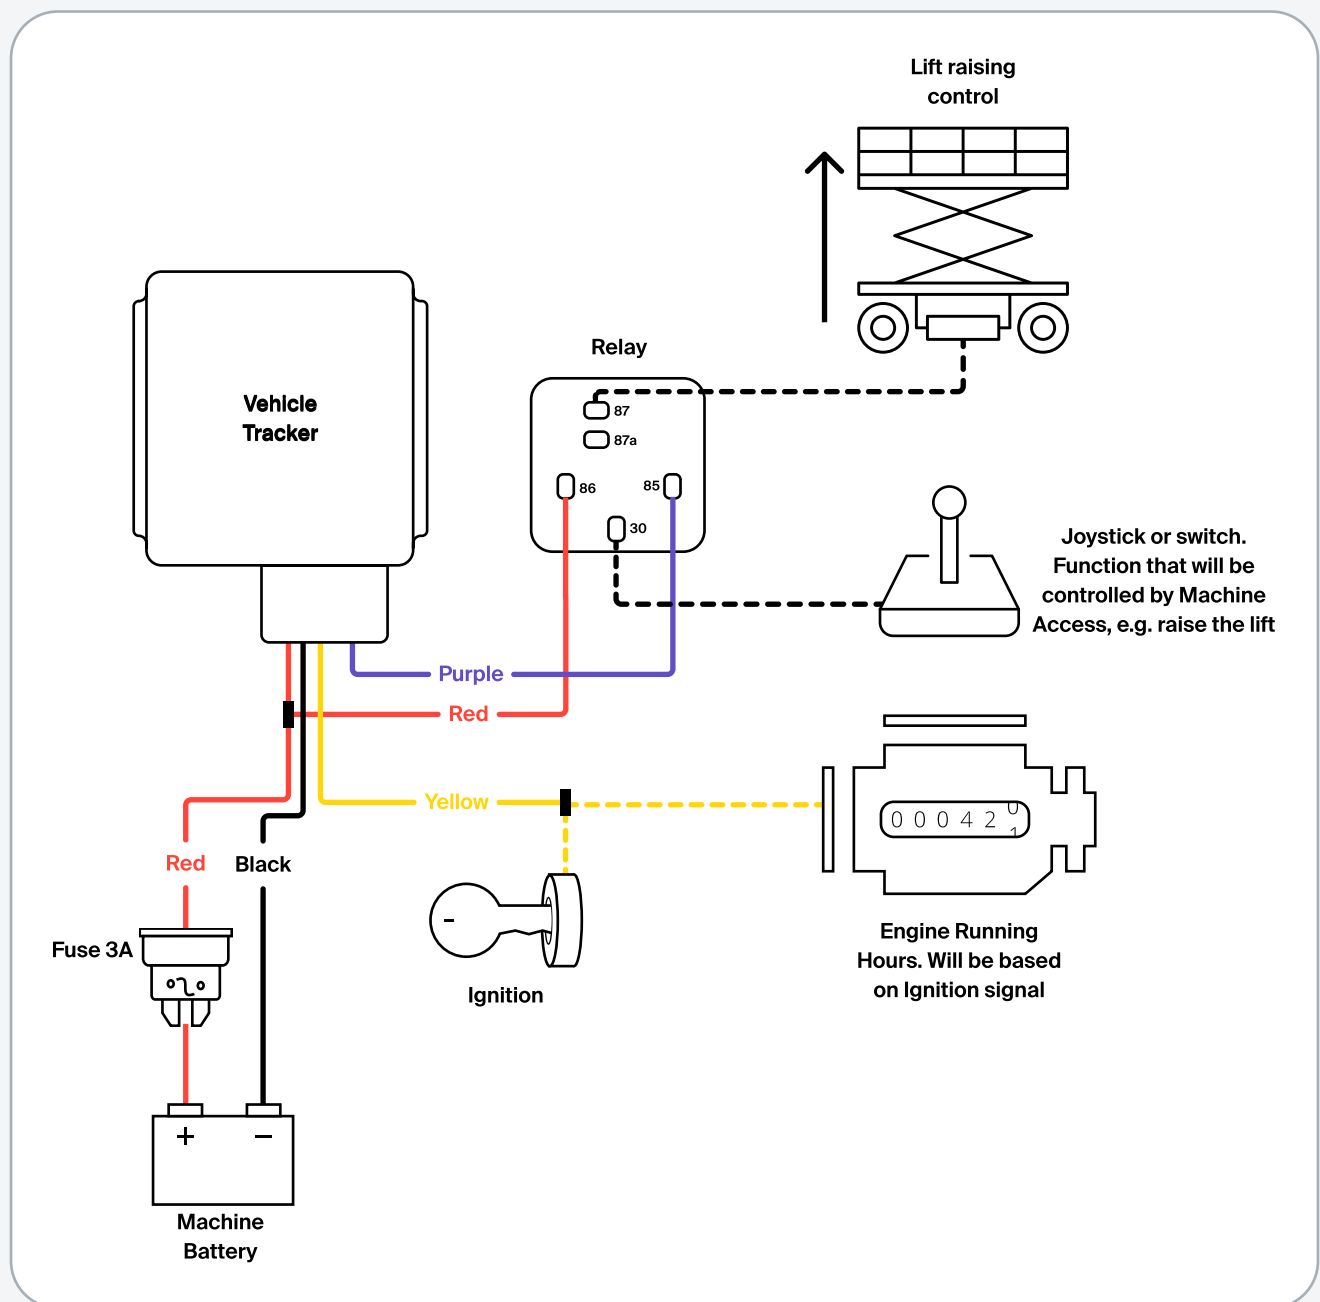 Lift raising
control
Relay
Vehicle
Tracker
87
87a
86
85
30
Joystick or switch.
Function that will be
controlled by Machine
Access, e.g. raise the lift
Purple
Red
Yellow
0 0 0 4 2 0
1
Red
Black
Fuse 3A
-
Ignition
Engine Running
Hours. Will be based
on Ignition signal
+ −
Machine
Battery